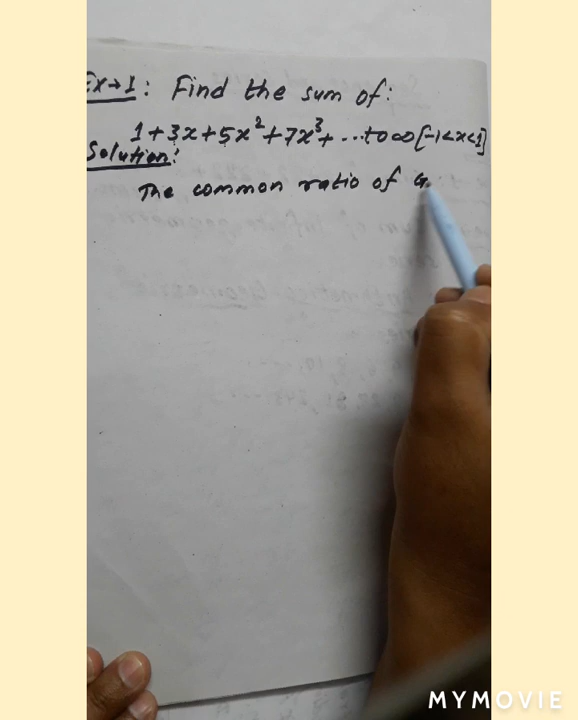 Ex→1: Find the sum of:
1+3x+5x²+7x³+...to∞[-1<x<1]
Solution:
The common ratio of G.
MYMOVIE